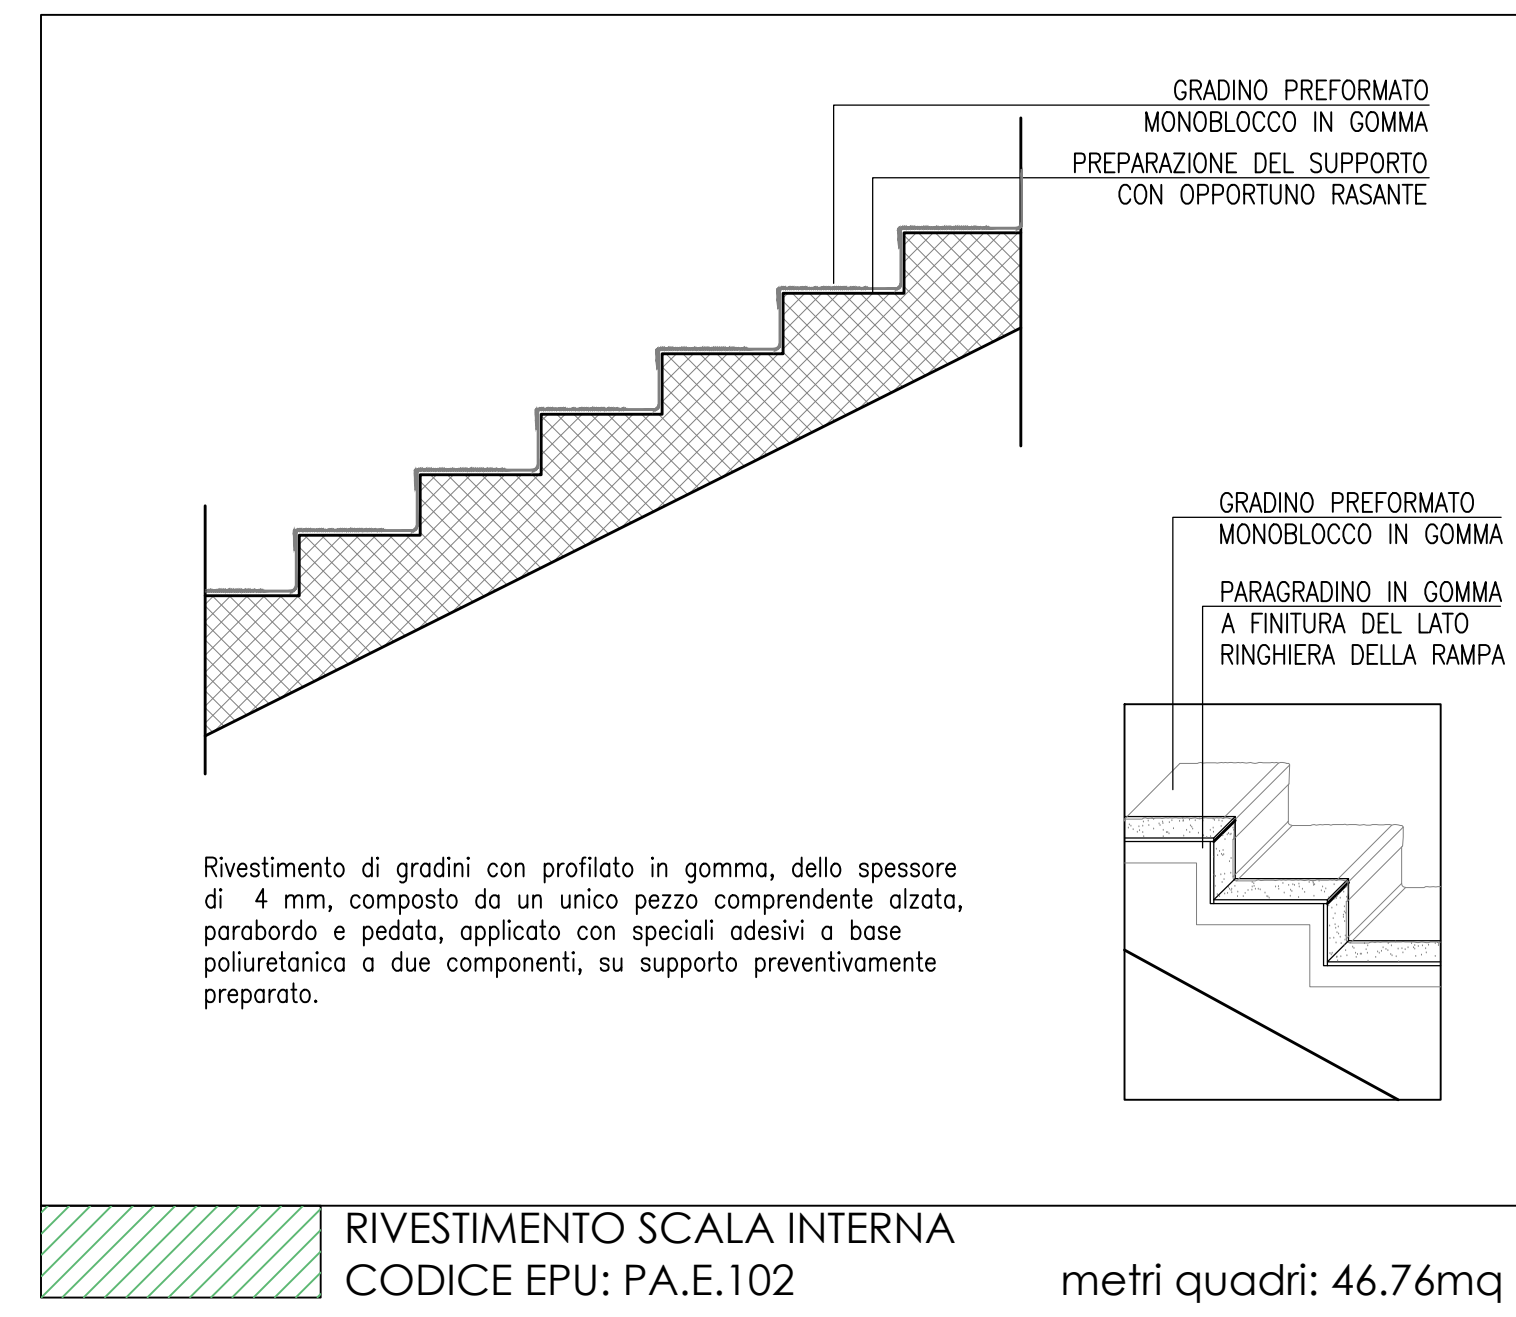 GRADINO PREFORMATO
MONOBLOCCO IN GOMMA
PREPARAZIONE DEL SUPPORTO
CON OPPORTUNO RASANTE
GRADINO PREFORMATO
MONOBLOCCO IN GOMMA
PARAGRADINO IN GOMMA
A FINITURA DEL LATO
RINGHIERA DELLA RAMPA
Rivestimento di gradini con profilato in gomma, dello spessore
di 4 mm, composto da un unico pezzo comprendente alzata,
parabordo e pedata, applicato con speciali adesivi a base
poliuretanica a due componenti, su supporto preventivamente
preparato.
RIVESTIMENTO SCALA INTERNA
CODICE EPU: PA.E.102
metri quadri: 46.76mq